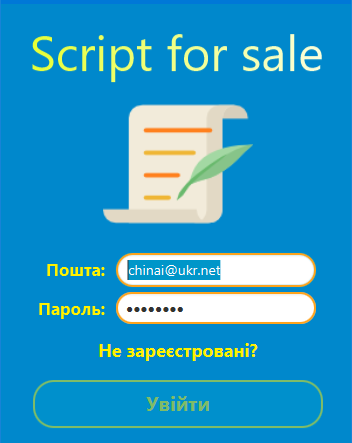 Script for sale
Пошта: chinai@ukr.net
Пароль: ••••••••
Не зареєстровані?
Увійти